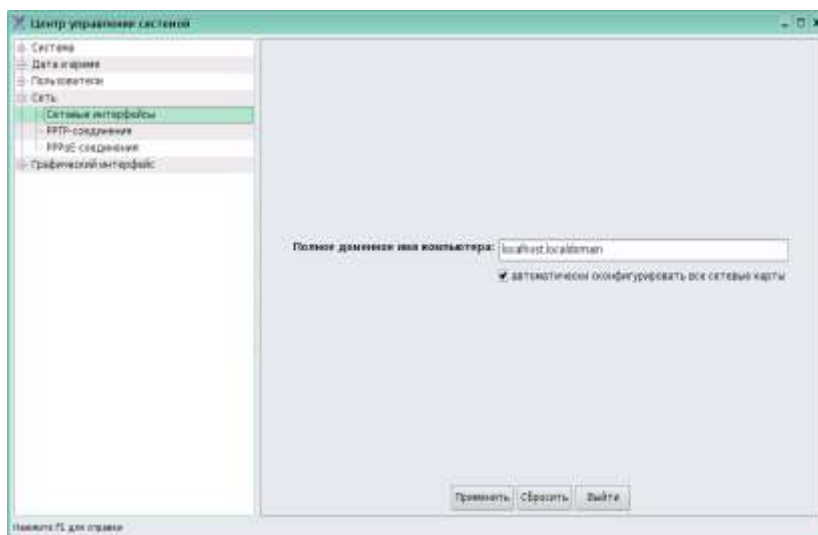 Центр управления системой
Система
Дата и время
Пользователи
Сеть
Сетевые интерфейсы
PPTP-соединения
PPPoE-соединения
Графический интерфейс
Полное доменное имя компьютера: localhost.localdomain
автоматически сконфигурировать все сетевые карты
Применить Сбросить Выйти
Нажмите F1 для справки